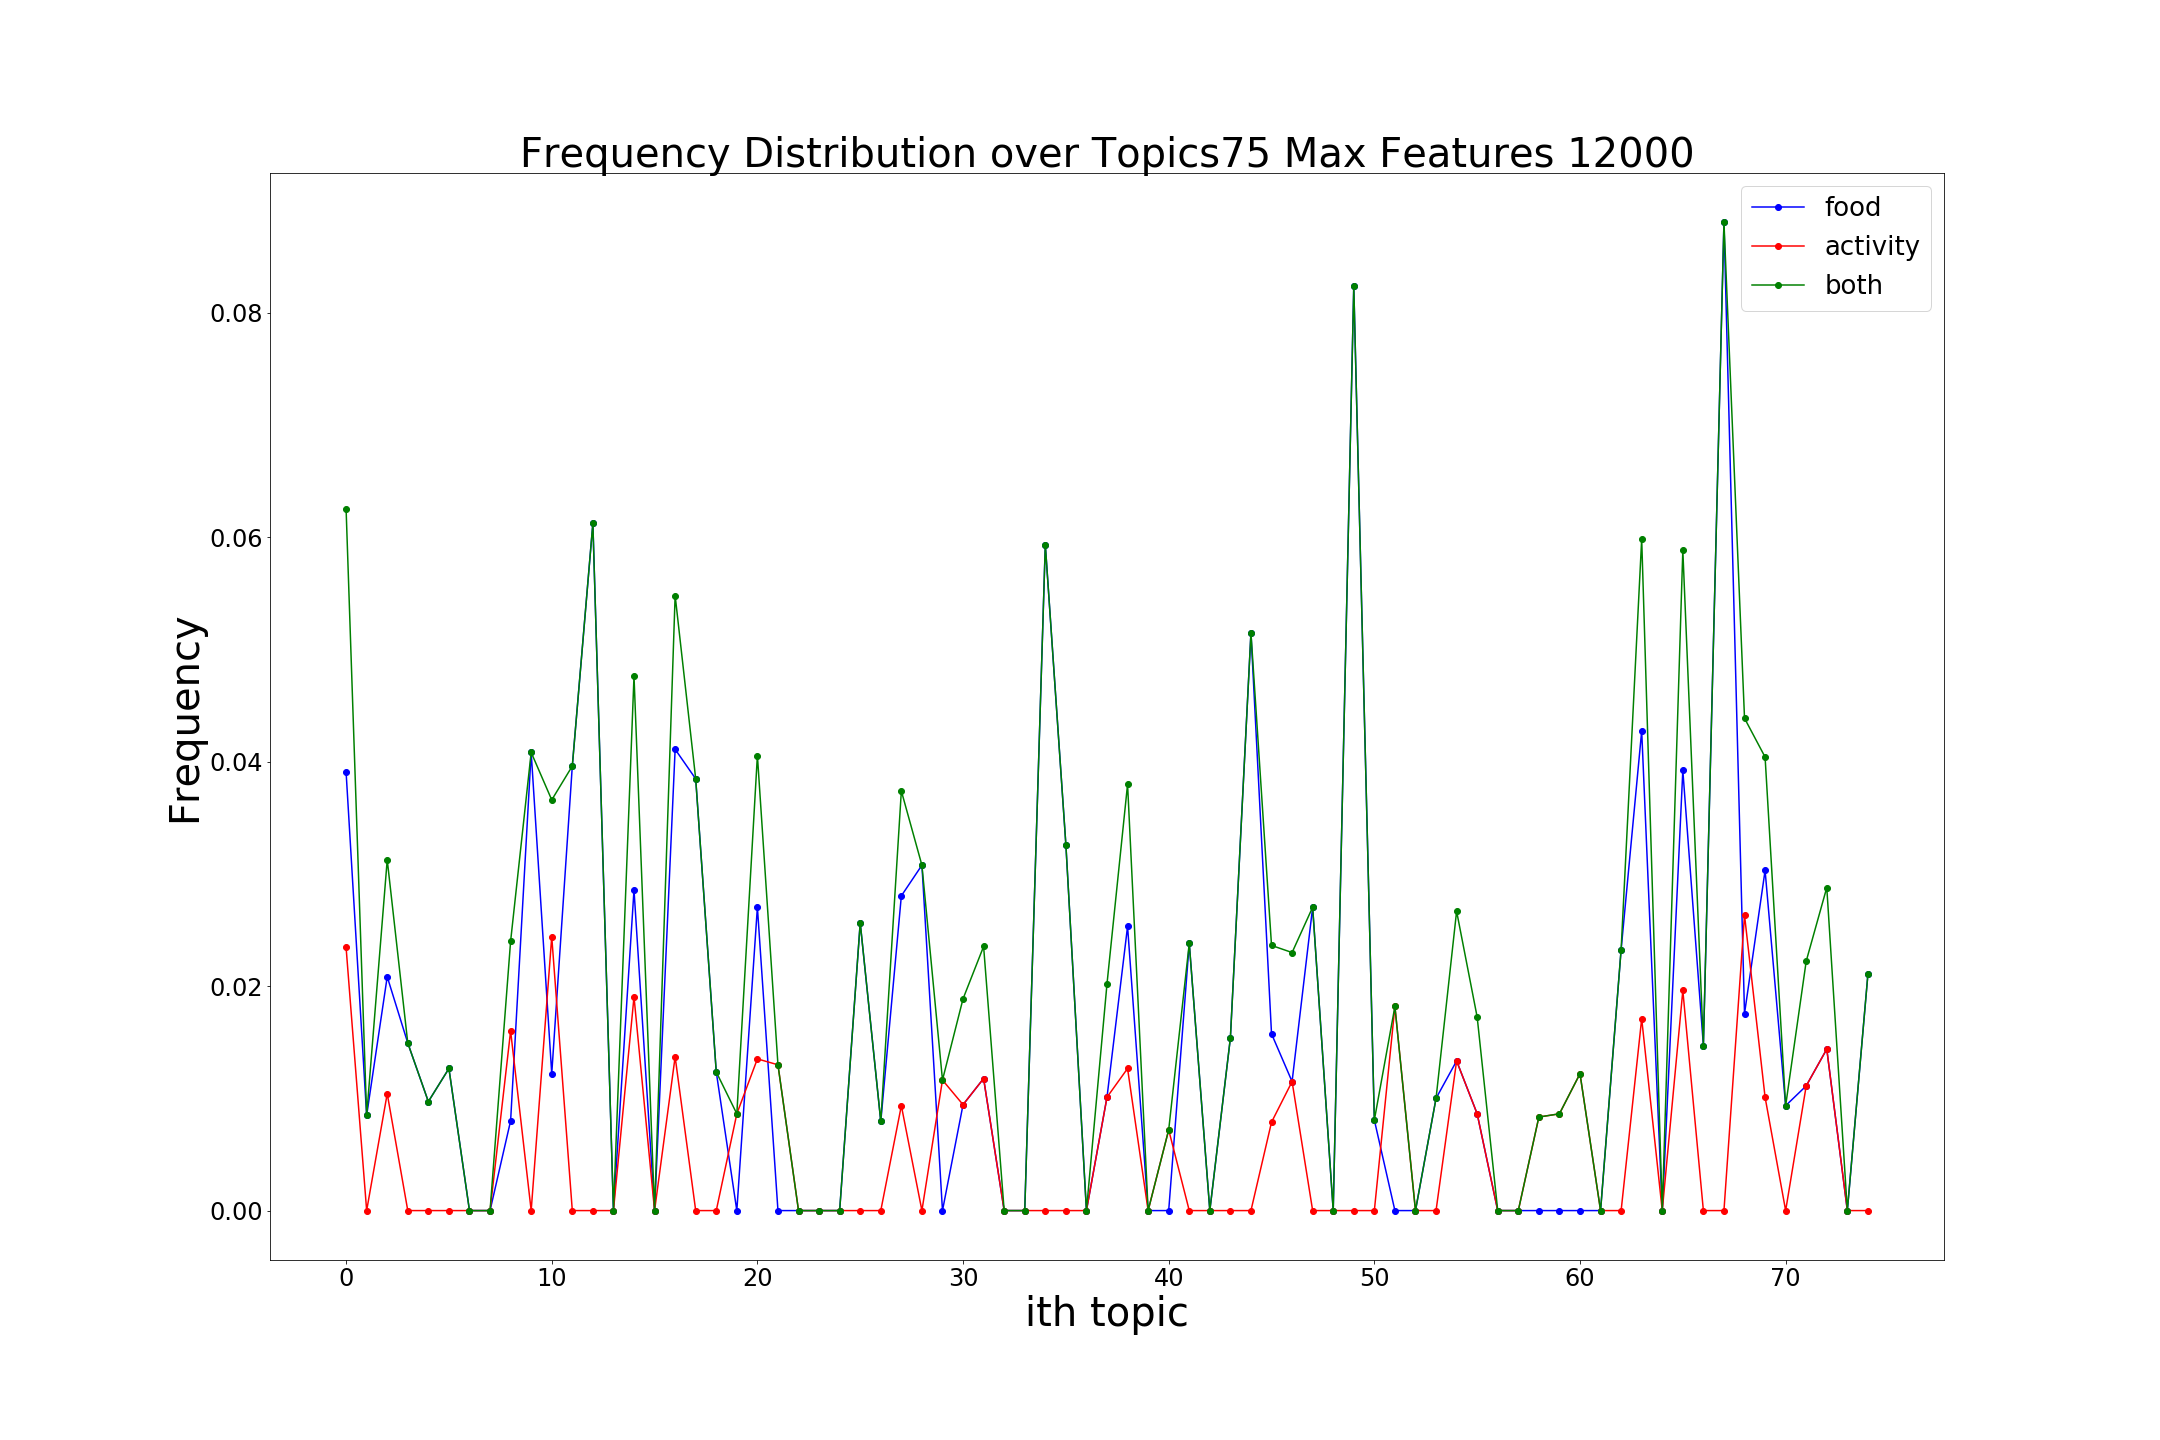 Frequency Distribution over Topics75 Max Features 12000
food
activity
both
Frequency
0.08
0.06
0.04
0.02
0.00
0 10 20 30 40 50 60 70
ith topic